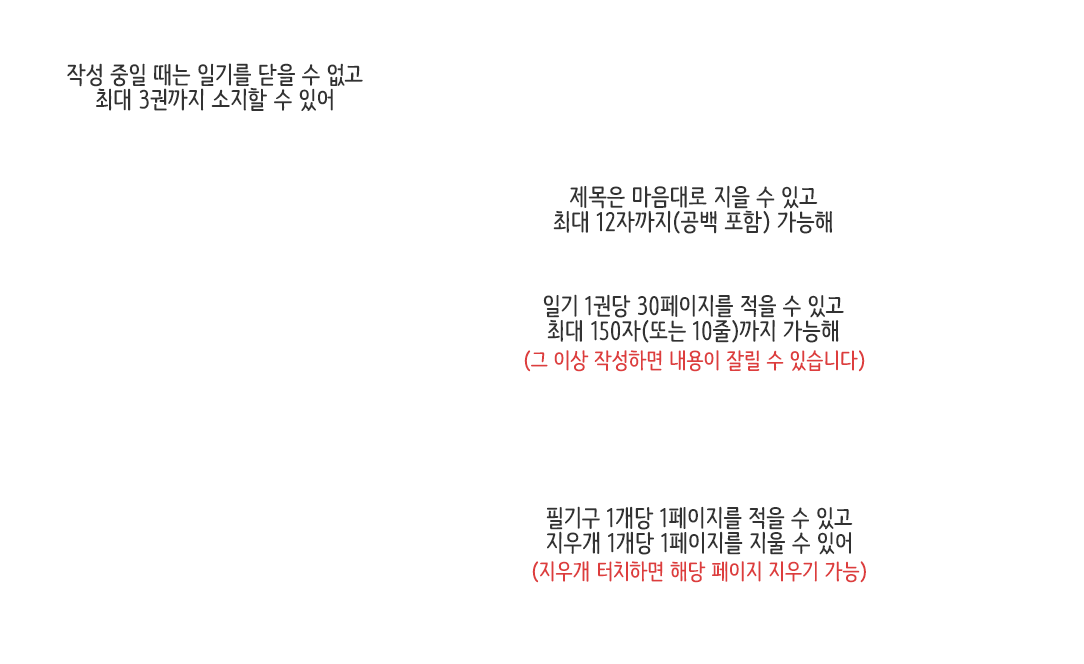 작성 중일 때는 일기를 닫을 수 없고
최대 3권까지 소지할 수 있어
제목은 마음대로 지을 수 있고
최대 12자까지(공백 포함) 가능해
일기 1권당 30페이지를 적을 수 있고
최대 150자(또는 10줄)까지 가능해
(그 이상 작성하면 내용이 잘릴 수 있습니다)
필기구 1개당 1페이지를 적을 수 있고
지우개 1개당 1페이지를 지울 수 있어
(지우개 터치하면 해당 페이지 지우기 가능)